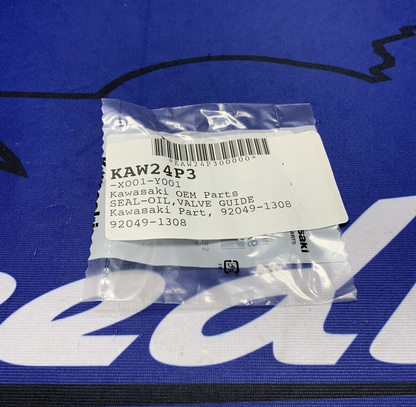 *KAW24P300000*
KAW24P3
-X001-Y001
Kawasaki OEM Parts
SEAL-OIL,VALVE GUIDE
Kawasaki Part, 92049-1308
92049-1308